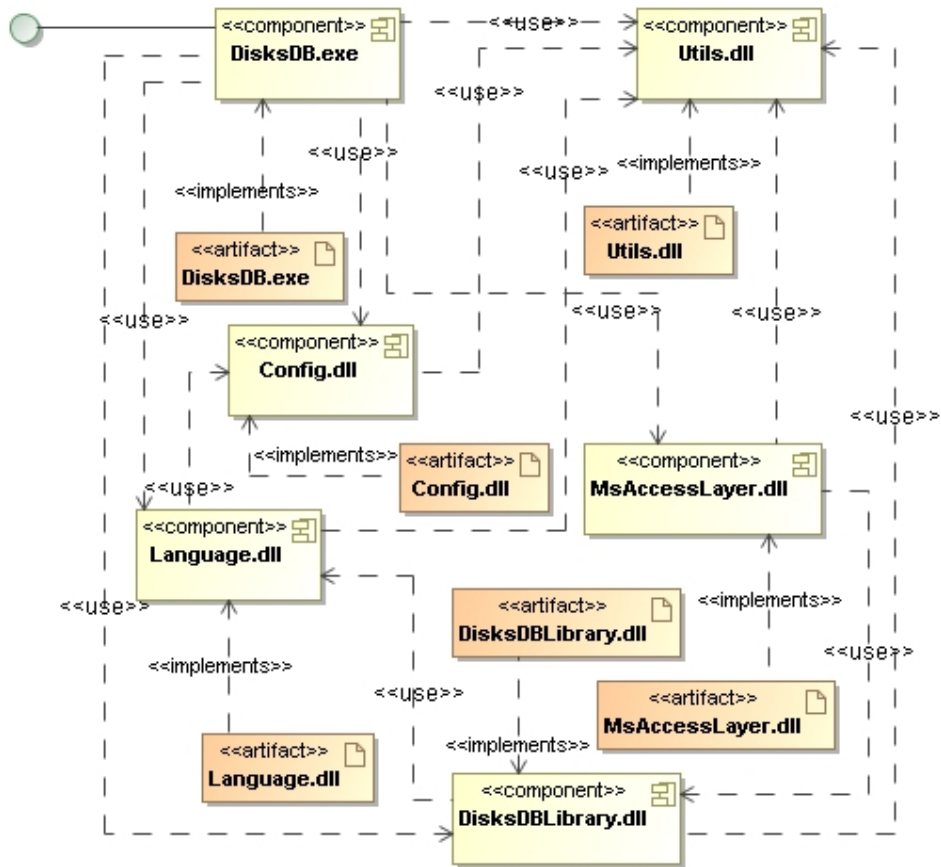 <<component>>
DisksDB.exe
<<use>>
<<component>>
Utils.dll
<<use>>
<<use>>
<<use>>
<<implements>>
<<implements>>
<<artifact>>
DisksDB.exe
<<artifact>>
Utils.dll
<<use>>
<<use>>
<<use>>
<<component>>
Config.dll
<<use>>
<<implements>>
<<artifact>>
Config.dll
<<component>>
MsAccessLayer.dll
<<use>>
<<component>>
Language.dll
<<use>>
<<artifact>>
DisksDBLibrary.dll
<<implements>>
<<implements>>
<<use>>
<<use>>
<<artifact>>
MsAccessLayer.dll
<<artifact>>
Language.dll
<<implements>>
<<component>>
DisksDBLibrary.dll